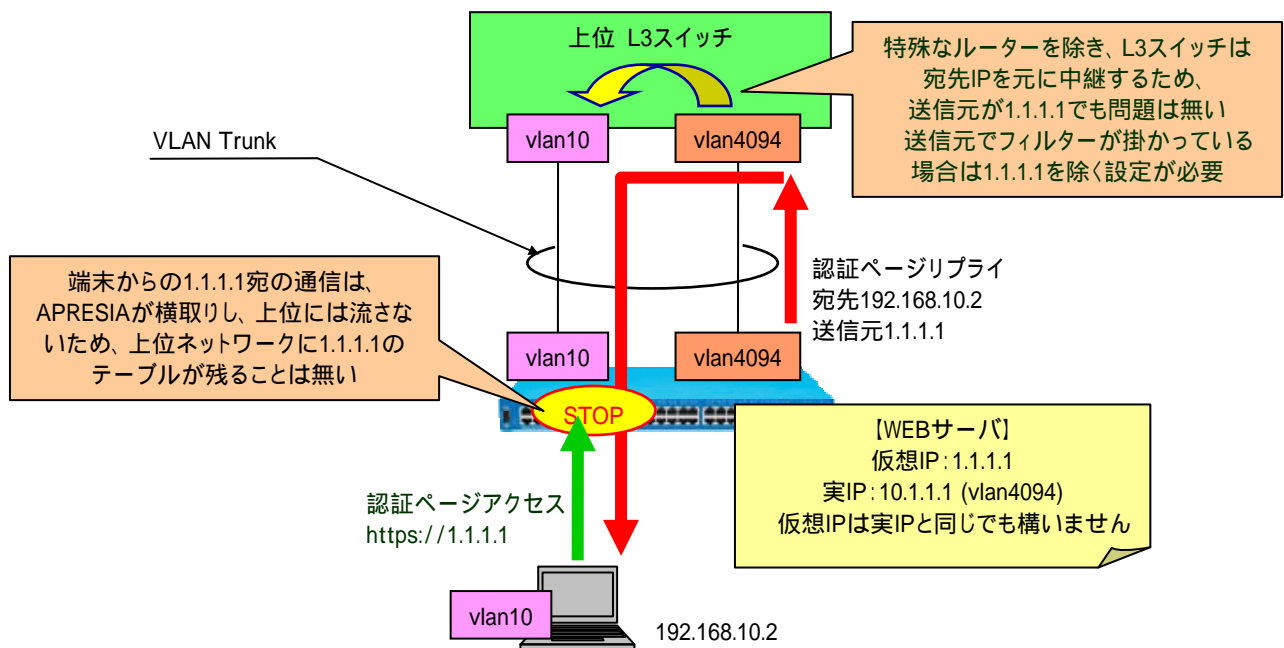 上位 L3スイッチ
特殊なルーターを除き、L3スイッチは
宛先IPを元に中継するため、
送信元が1.1.1.1でも問題は無い
送信元でフィルターが掛かっている
場合は1.1.1.1を除く設定が必要
vlan10
vlan4094
VLAN Trunk
端末からの1.1.1.1宛の通信は、
APRESIAが横取りし、上位には流さな
いため、上位ネットワークに1.1.1.1の
テーブルが残ることは無い
認証ページリプライ
宛先192.168.10.2
送信元1.1.1.1
vlan10
vlan4094
STOP
【WEBサーバ】
仮想IP:1.1.1.1
実IP:10.1.1.1 (vlan4094)
仮想IPは実IPと同じでも構いません
認証ページアクセス
https://1.1.1.1
vlan10
192.168.10.2